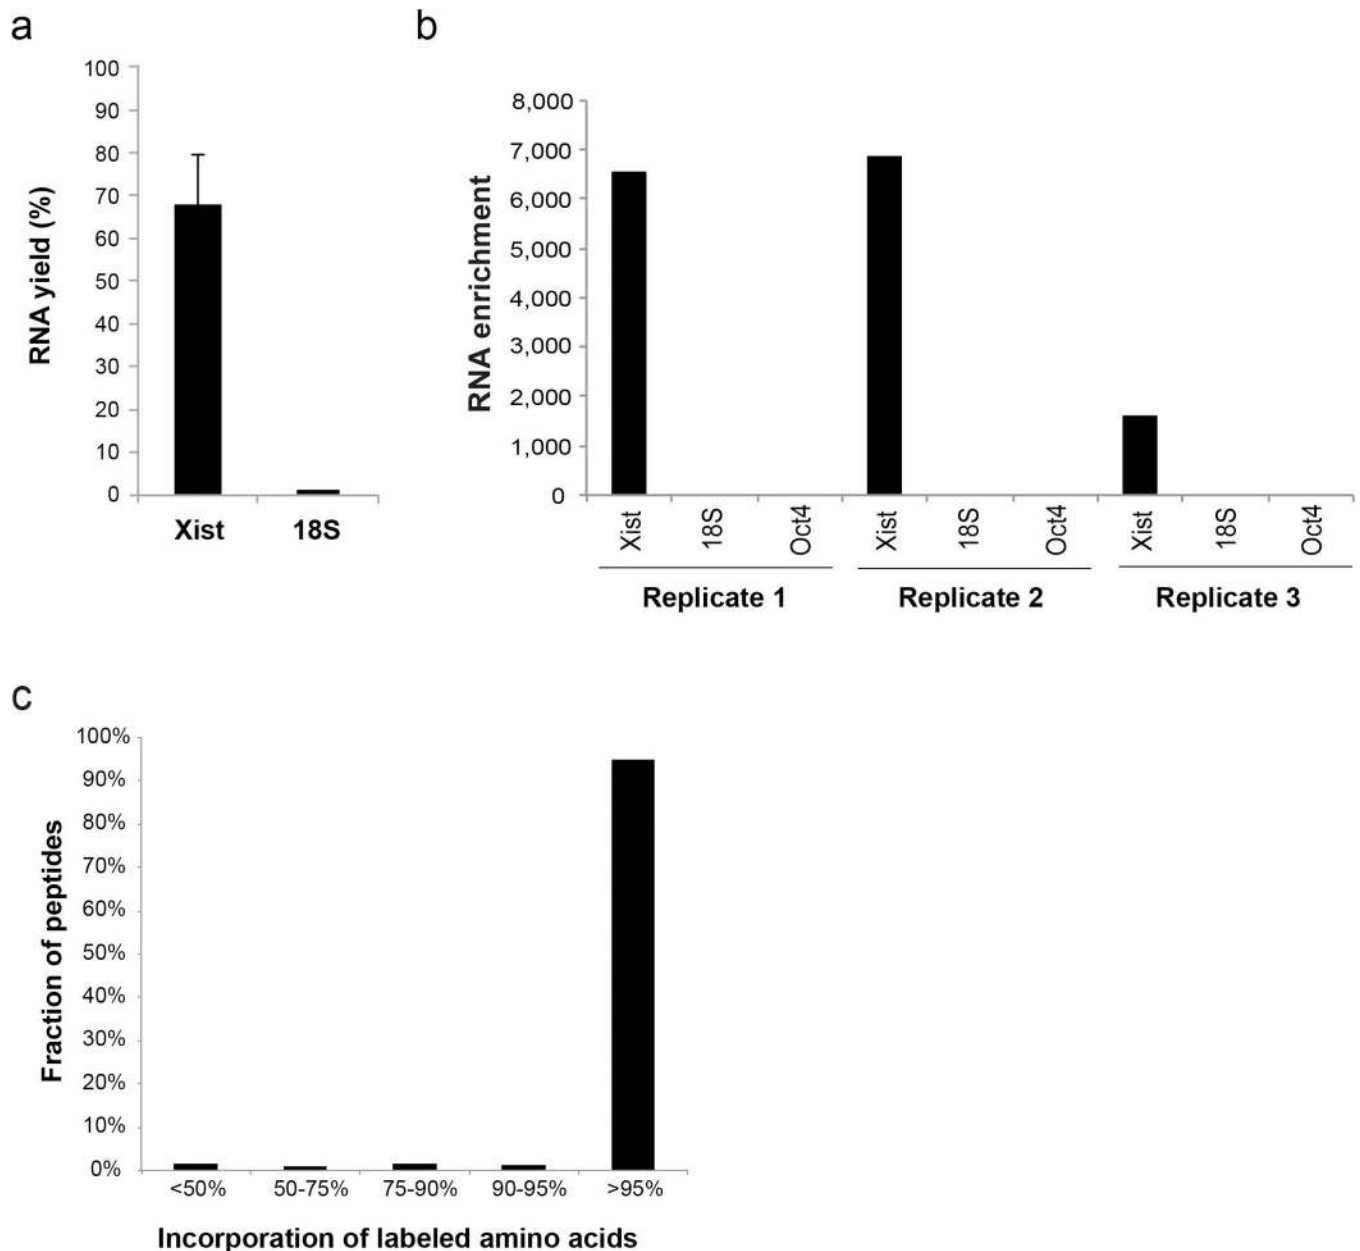 a
100
90
80
70
60
50
40
30
20
10
0
RNA yield (%)
Xist 18S
b
8,000
7,000
6,000
5,000
4,000
3,000
2,000
1,000
0
RNA enrichment
Xist 18S Oct4 Xist 18S Oct4 Xist 18S Oct4
Replicate 1 Replicate 2 Replicate 3
c
100%
90%
80%
70%
60%
50%
40%
30%
20%
10%
0%
Fraction of peptides
<50% 50-75% 75-90% 90-95% >95%
Incorporation of labeled amino acids